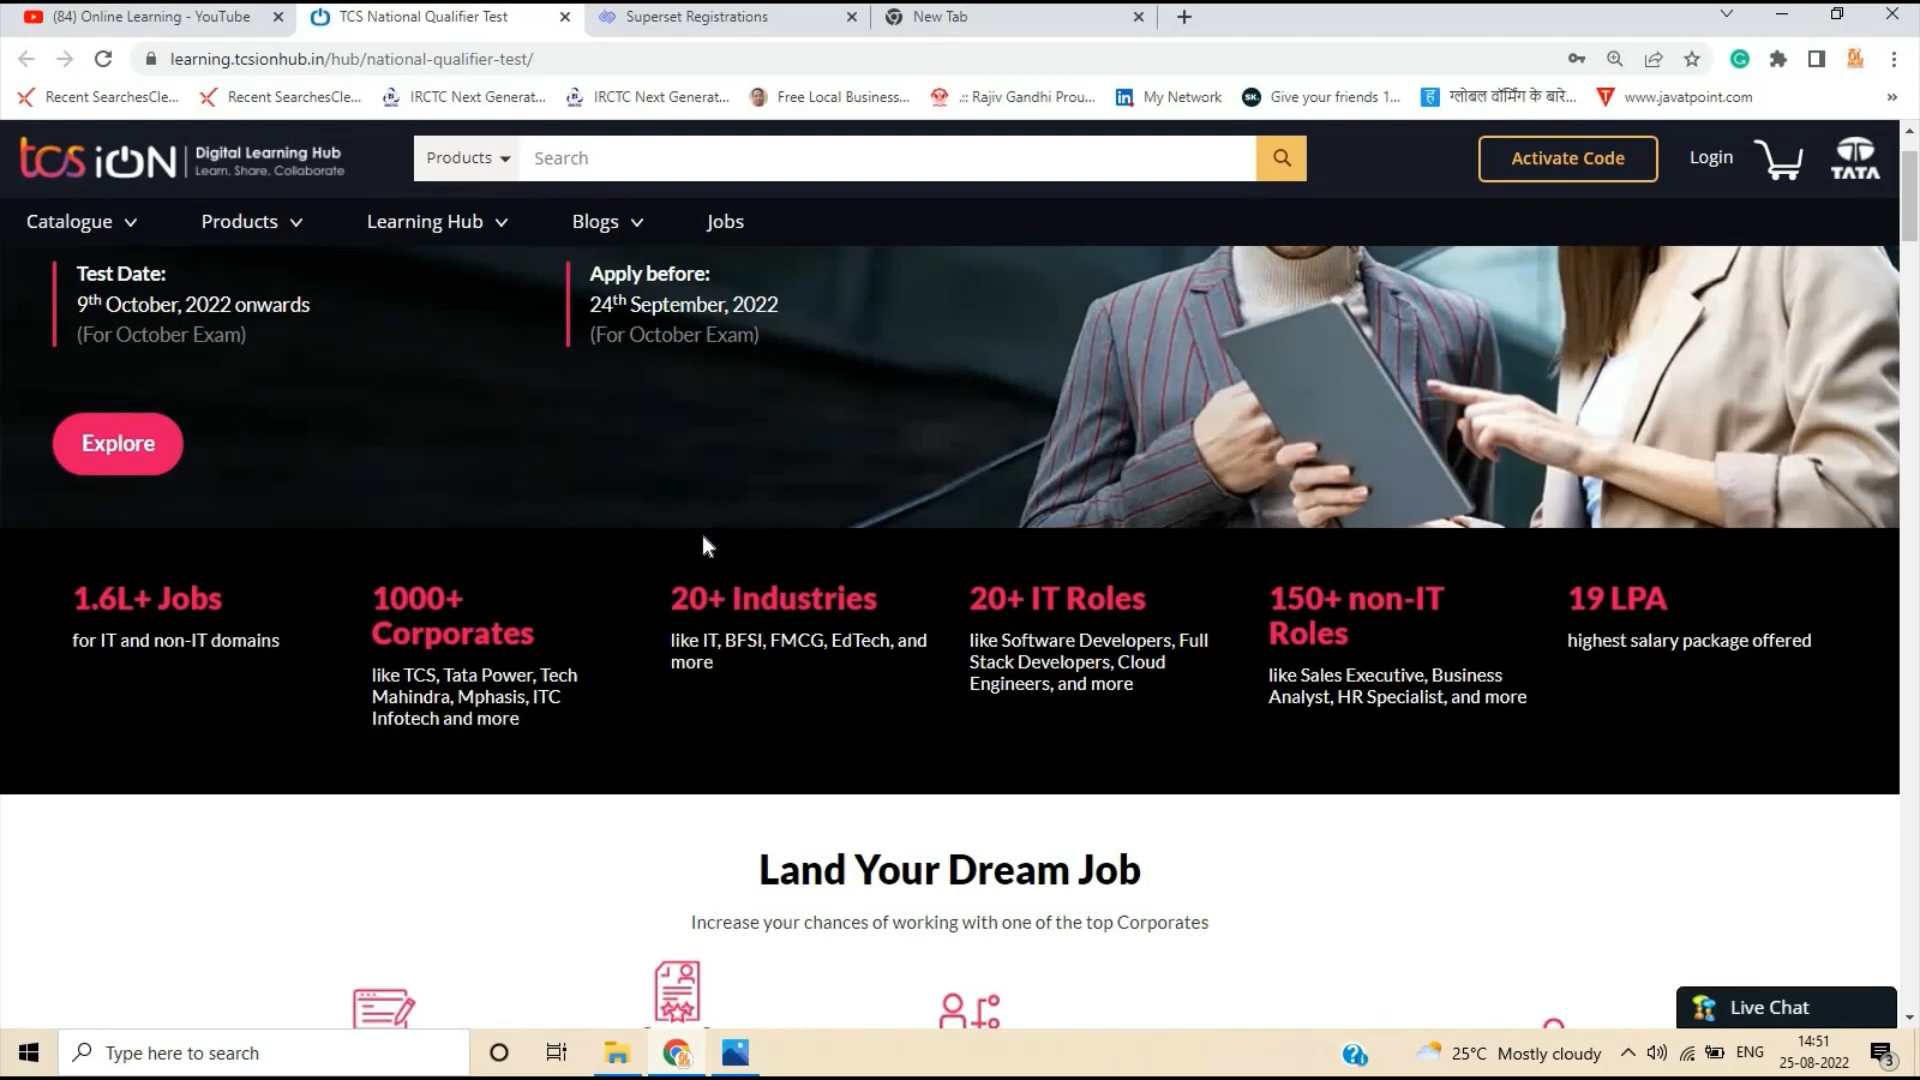 (84) Online Learning - YouTube
TCS National Qualifier Test
Superset Registrations
New Tab
learning.tcsionhub.in/hub/national-qualifier-test/
Recent SearchesCle...
Recent SearchesCle...
IRCTC Next Generat...
IRCTC Next Generat...
Free Local Business...
.:: Rajiv Gandhi Prou...
in My Network
SK. Give your friends 1...
ह ग्लोबल वॉर्मिंग के बारे...
www.javatpoint.com
tcs iON Digital Learning Hub
Learn. Share. Collaborate
Products
Search
Activate Code
Login
TATA
Catalogue
Products
Learning Hub
Blogs
Jobs
Test Date:
9th October, 2022 onwards
(For October Exam)
Apply before:
24th September, 2022
(For October Exam)
Explore
1.6L+ Jobs
for IT and non-IT domains
1000+
Corporates
like TCS, Tata Power, Tech
Mahindra, Mphasis, ITC
Infotech and more
20+ Industries
like IT, BFSI, FMCG, EdTech, and
more
20+ IT Roles
like Software Developers, Full
Stack Developers, Cloud
Engineers, and more
150+ non-IT
Roles
like Sales Executive, Business
Analyst, HR Specialist, and more
19 LPA
highest salary package offered
Land Your Dream Job
Increase your chances of working with one of the top Corporates
Live Chat
Type here to search
25°C Mostly cloudy
ENG
14:51
25-08-2022
3